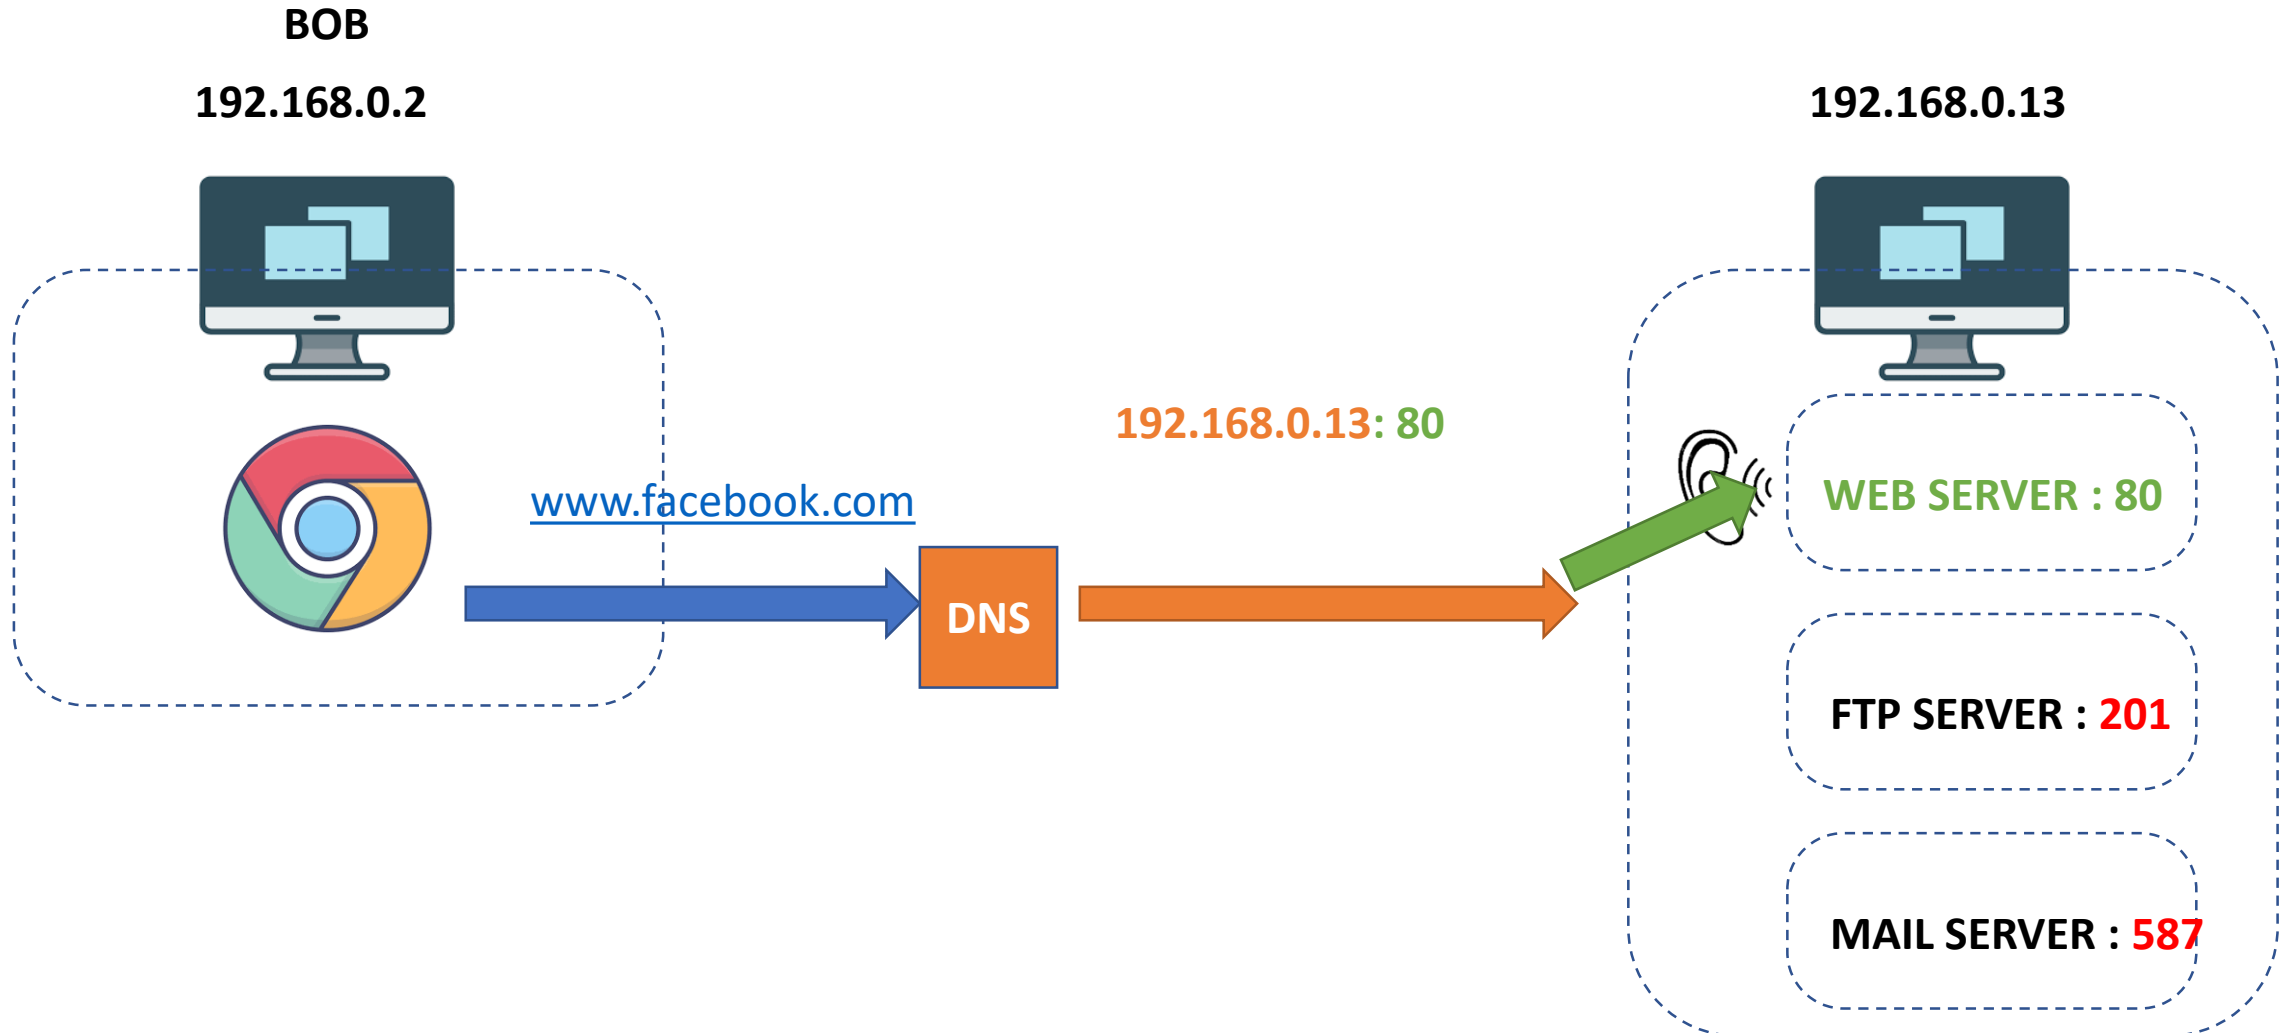 BOB
192.168.0.2
192.168.0.13
192.168.0.13: 80
www.facebook.com
WEB SERVER : 80
DNS
FTP SERVER : 201
MAIL SERVER : 587